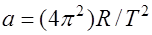 a = (4π²)R/T²